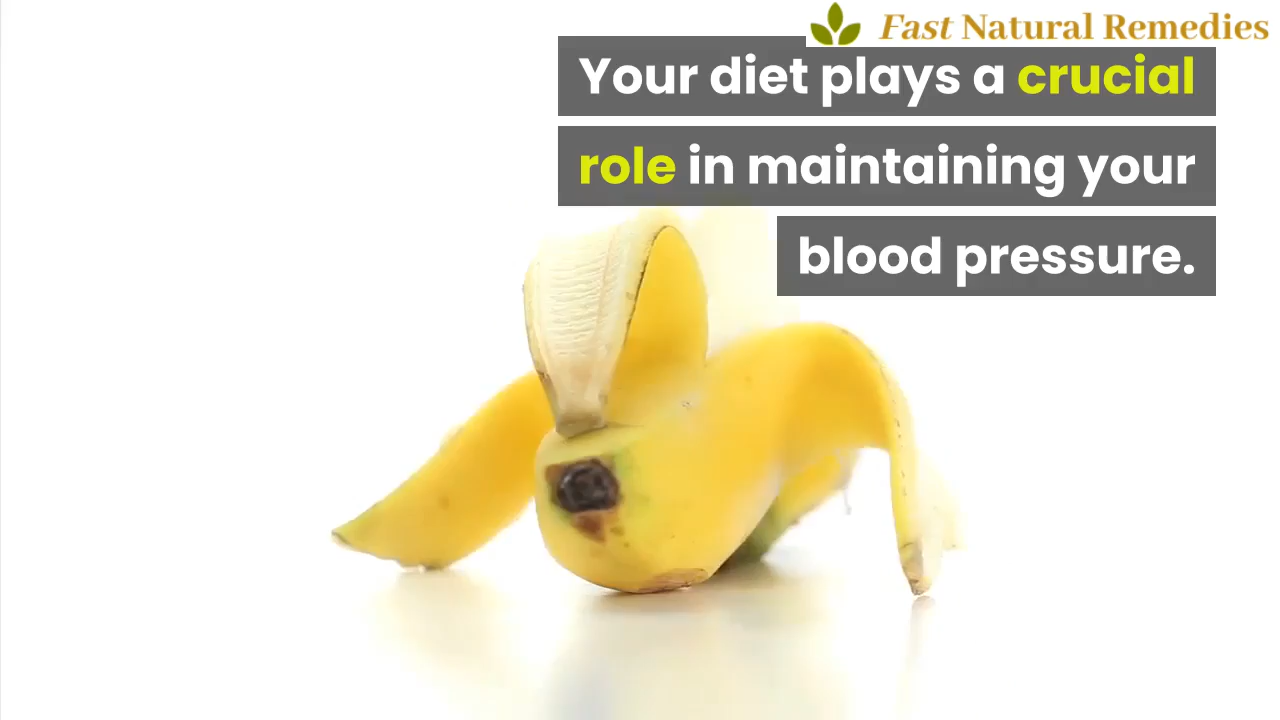 Fast Natural Remedies
Your diet plays a crucial
role in maintaining your
blood pressure.